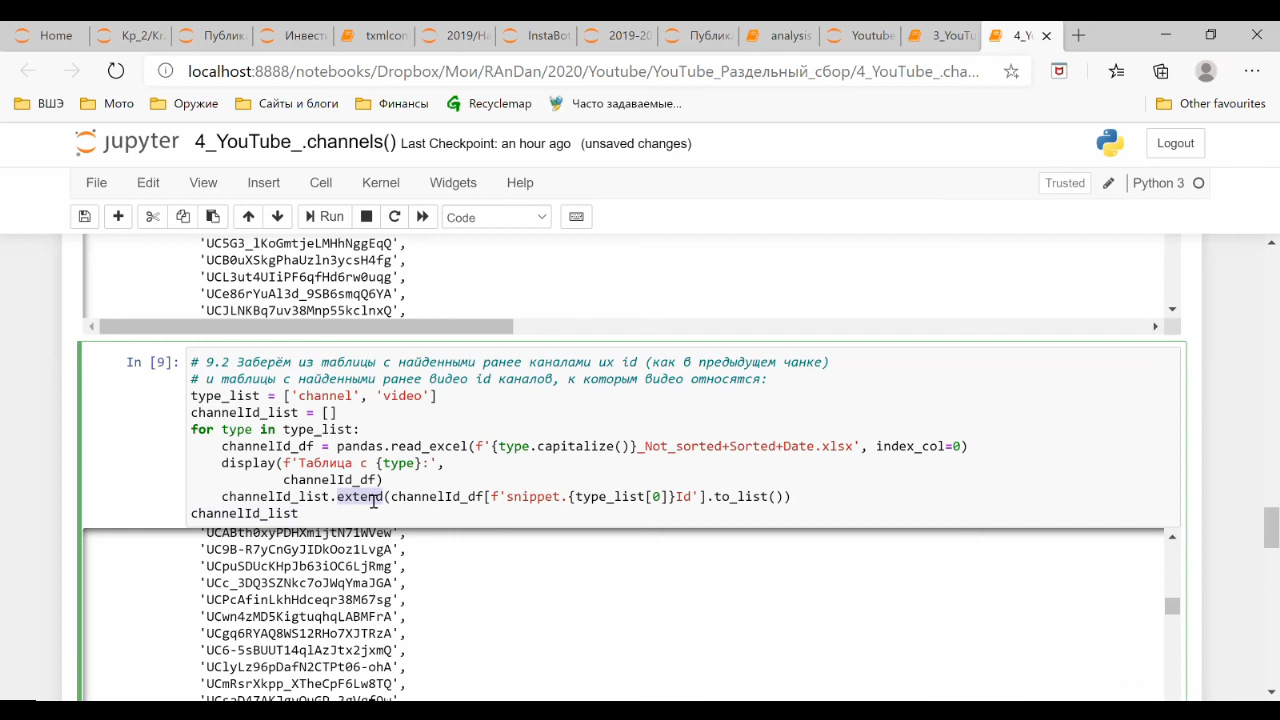 Home Кр_2/Кr Публик Инвест txmlcon 2019/Н InstaBot 2019-20 Публик analysis Youtube 3_YouTu 4_Yo
localhost:8888/notebooks/Dropbox/Мои/RAnDan/2020/Youtube/YouTube_Раздельный_сбор/4_YouTube_.cha...
ВШЭ Мото Оружие Сайты и блоги Финансы Recyclemap Часто задаваемые... Other favourites
jupyter 4_YouTube_.channels() Last Checkpoint: an hour ago (unsaved changes) Logout
File Edit View Insert Cell Kernel Widgets Help Trusted Python 3
Run Code
'UC5G3_lKoGmtjeLMHhNggEqQ',
'UCB0uXSkgPhaUzln3ycsH4fg',
'UCL3ut4UIiPF6qfHd6rw0uqg',
'UCe86rYuAl3d_9SB6smqQ6YA',
'UCJLNKBq7uv38Mnp55kclnxQ',
In [9]: # 9.2 Заберём из таблицы с найденными ранее каналами их id (как в предыдущем чанке)
# и таблицы с найденными ранее видео id каналов, к которым видео относятся:
type_list = ['channel', 'video']
channelId_list = []
for type in type_list:
channelId_df = pandas.read_excel(f'{type.capitalize()}_Not_sorted+Sorted+Date.xlsx', index_col=0)
display(f'Таблица с {type}:',
channelId_df)
channelId_list.extend(channelId_df[f'snippet.{type_list[0]}Id'].to_list())
channelId_list
'UCABth0xyPDHXmijtN71WVew',
'UC9B-R7yCnGyJIDkOoz1LvgA',
'UCpuSDUcKHpJb63iOC6LjRmg',
'UCc_3DQ3SZNkc7oJWqYmaJGA',
'UCPcAfinLkhHdceqr38M67sg',
'UCwn4zMD5KigtuqhqLABMFrA',
'UCgq6RYAQ8WS12RHo7XJTRzA',
'UC6-5sBUUT14qlAzJtx2jxmQ',
'UClyLz96pDafN2CTPt06-ohA',
'UCmRsrXkpp_XTheCpF6Lw8TQ',